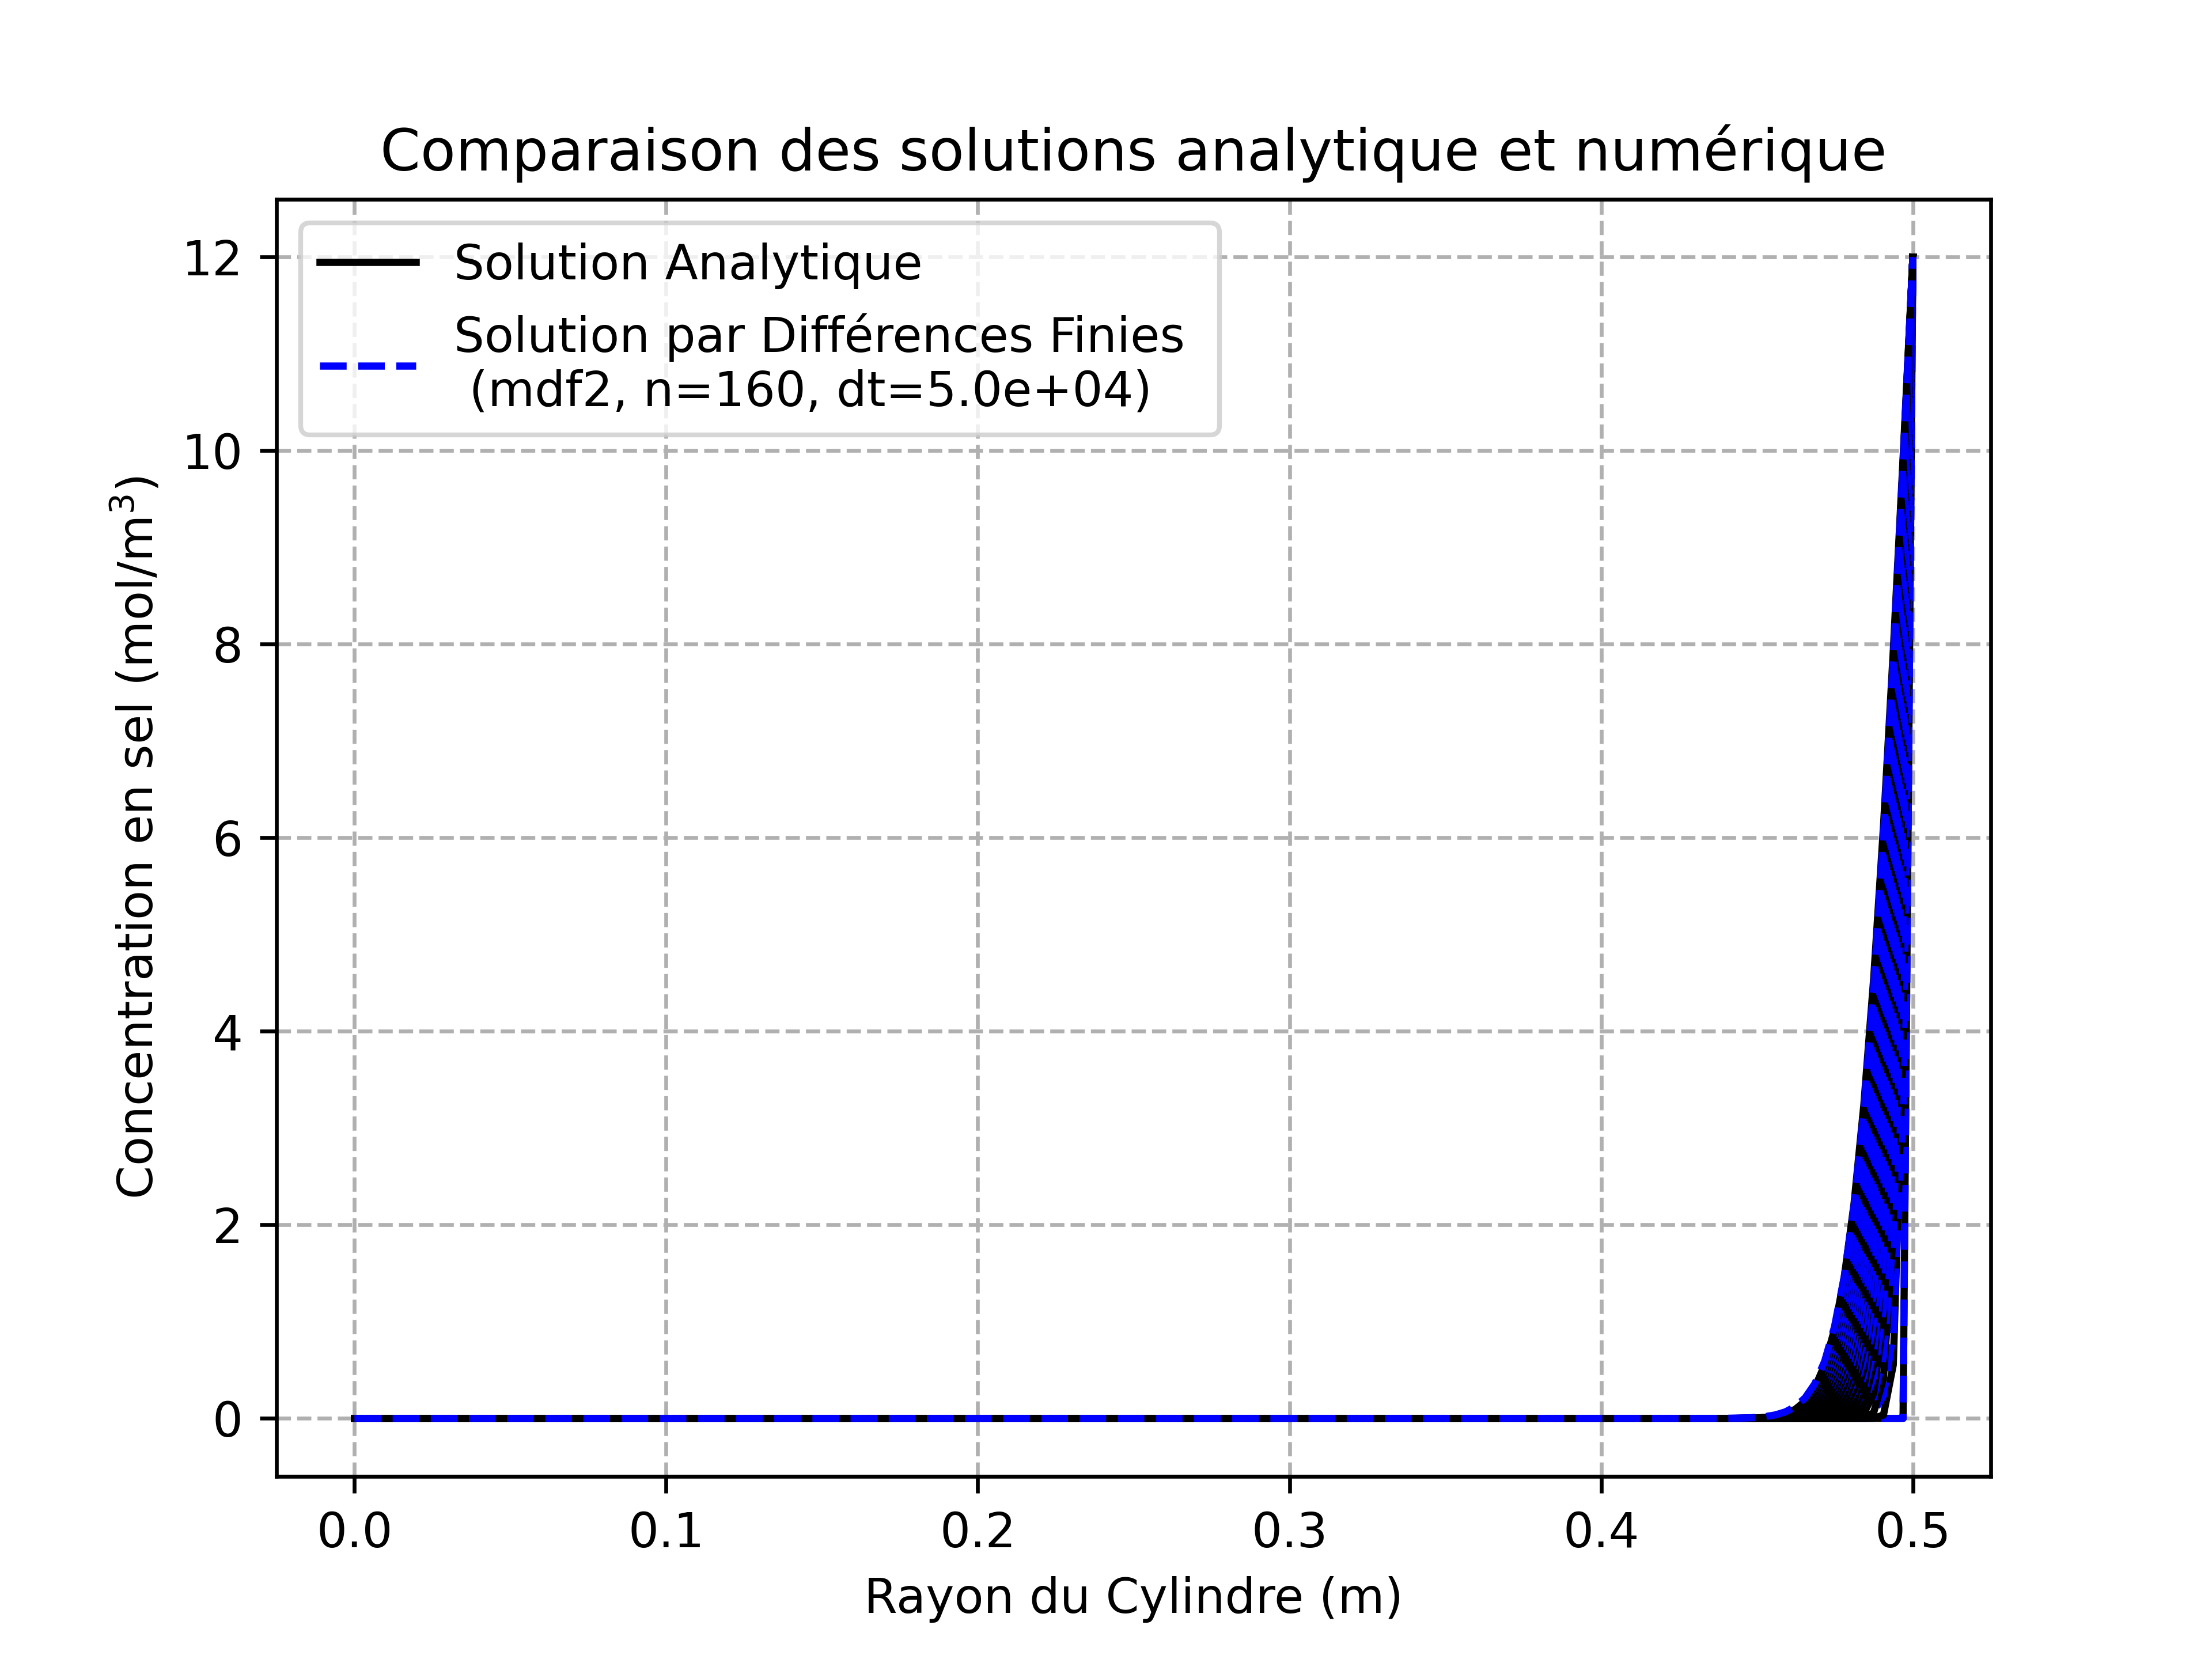 Comparaison des solutions analytique et numérique
Solution Analytique
Solution par Différences Finies
(mdf2, n=160, dt=5.0e+04)
Concentration en sel (mol/m³)
12
10
8
6
4
2
0
0.0 0.1 0.2 0.3 0.4 0.5
Rayon du Cylindre (m)